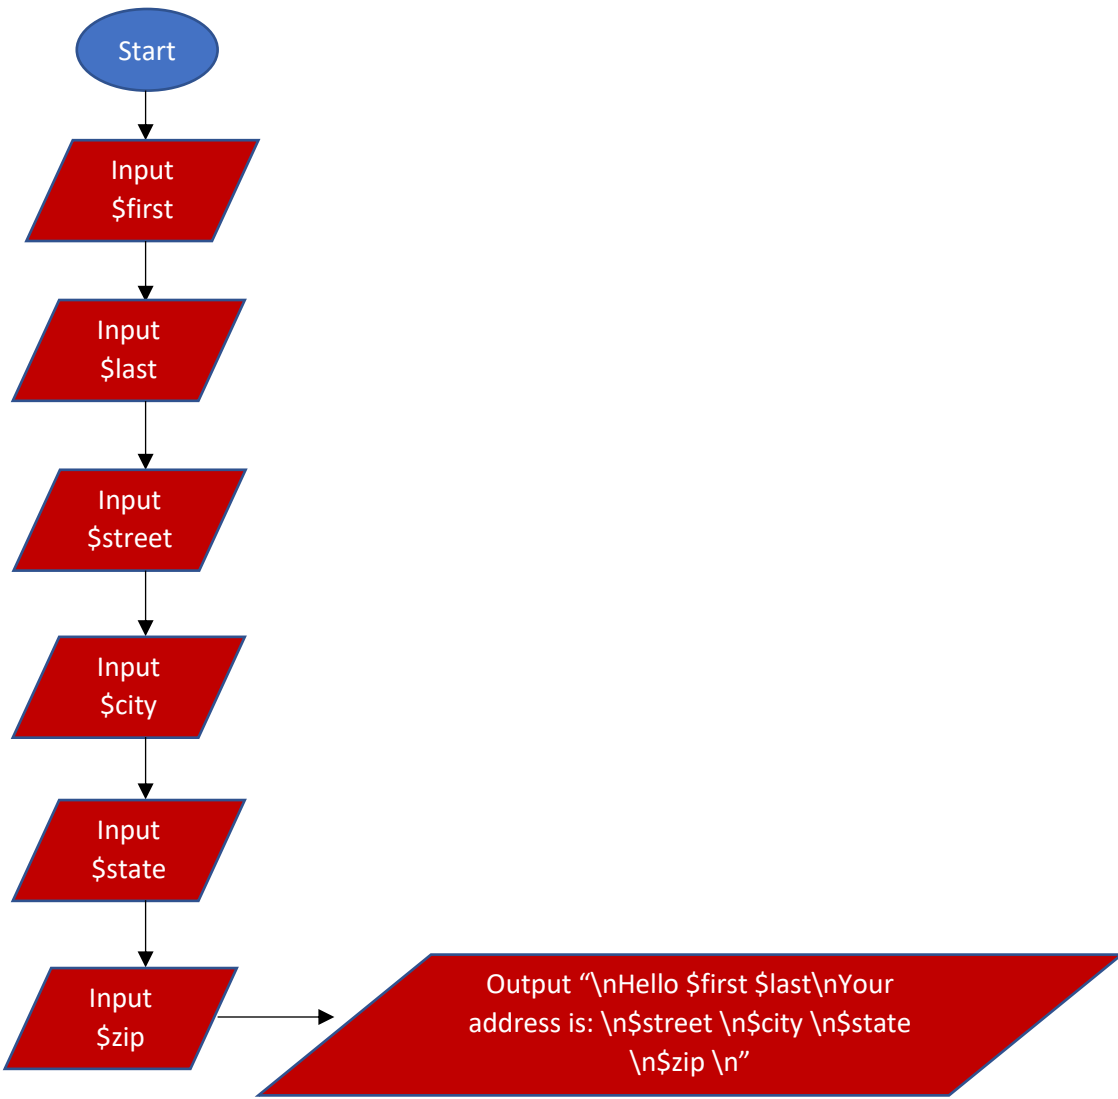 Start
Input
$first
Input
$last
Input
$street
Input
$city
Input
$state
Input
$zip
Output “\nHello $first $last\nYour
address is: \n$street \n$city \n$state
\n$zip \n”